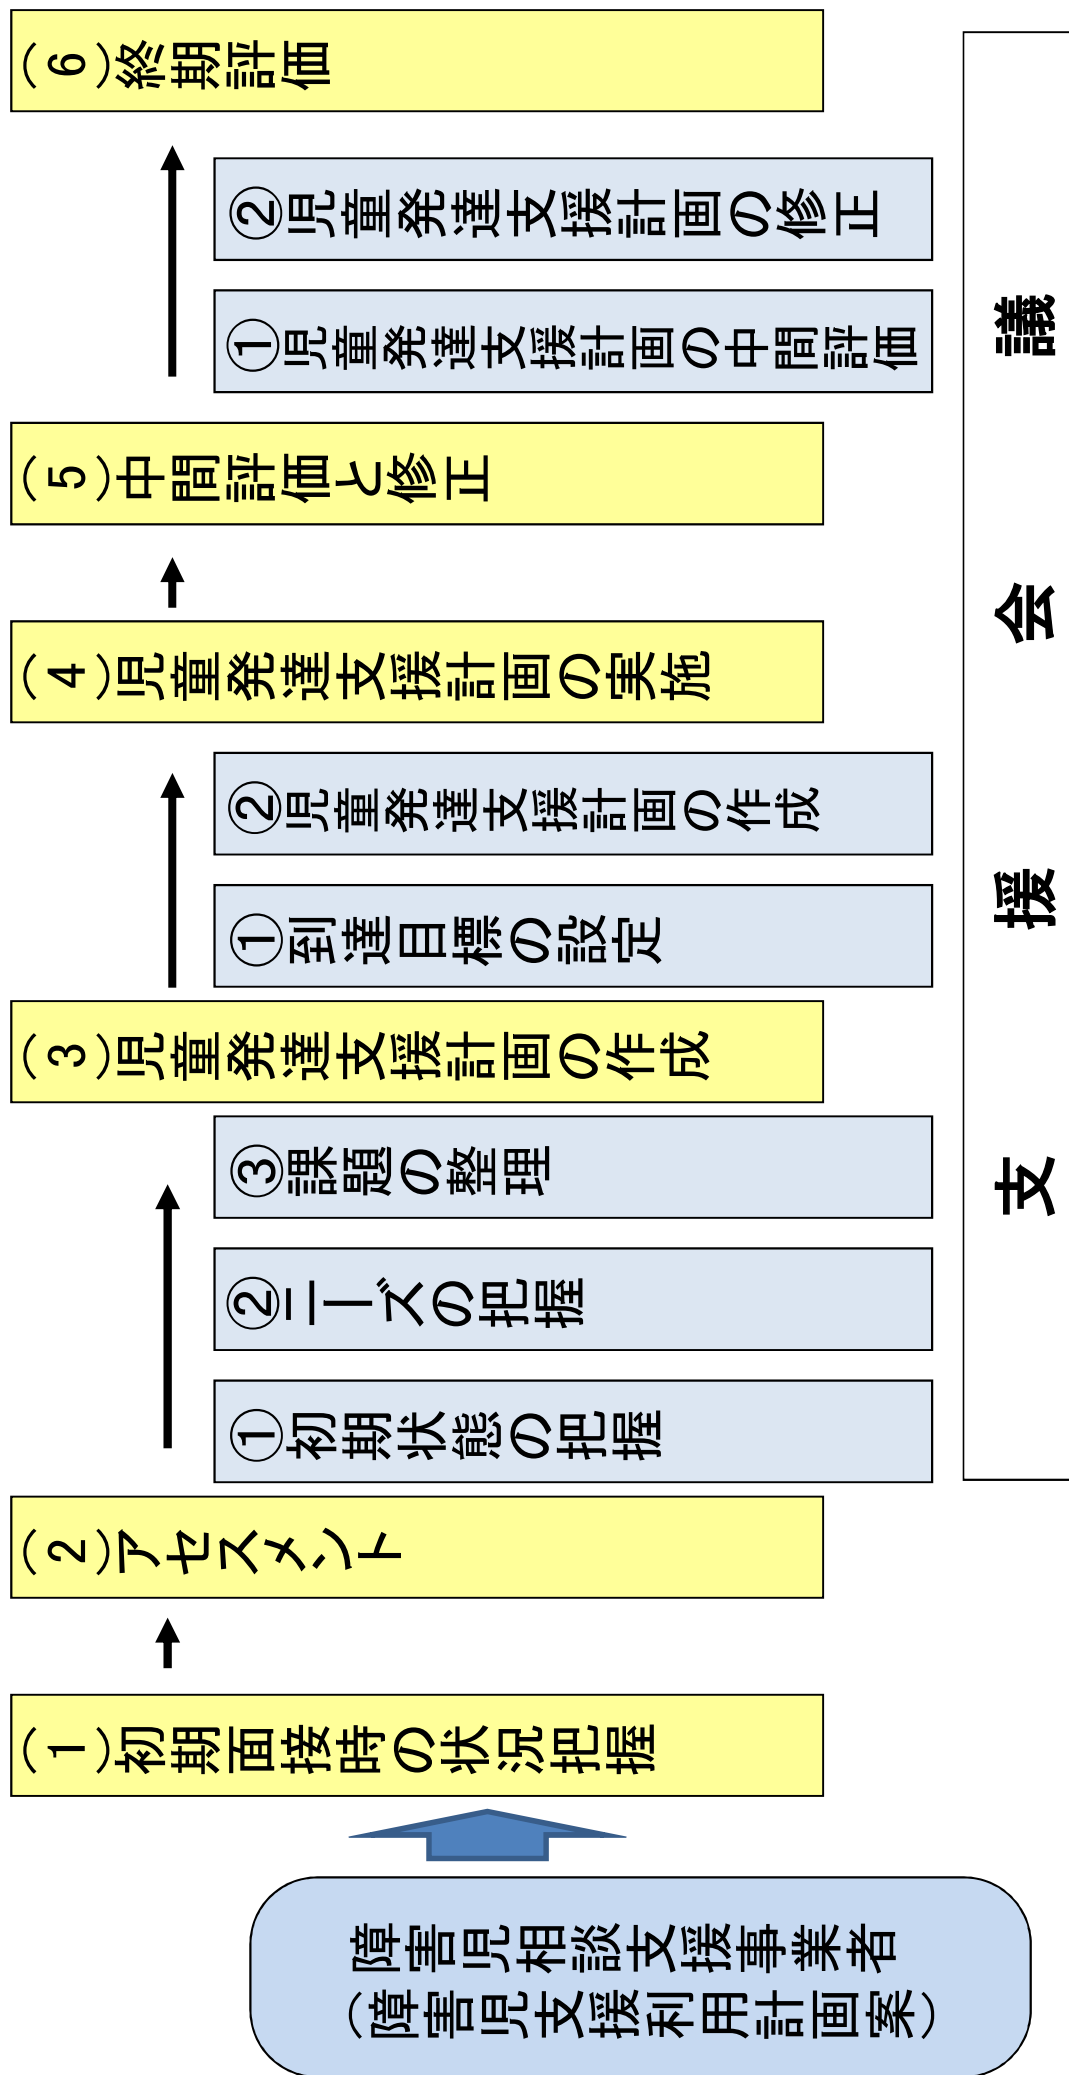 障害児相談支援事業者
(障害児支援利用計画案)
(1)初期面接時の状況把握
(2)アセスメント
①初期状態の把握
②ニーズの把握
③課題の整理
(3)児童発達支援計画の作成
①到達目標の設定
②児童発達支援計画の作成
(4)児童発達支援計画の実施
(5)中間評価と修正
①児童発達支援計画の中間評価
②児童発達支援計画の修正
(6)終期評価
支援会議